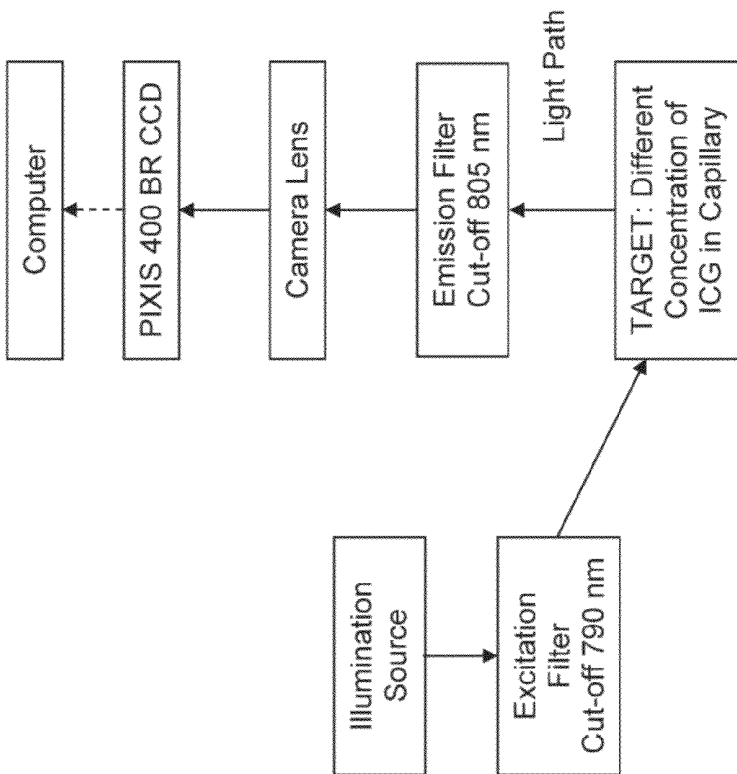 Computer
PIXIS 400 BR CCD
Camera Lens
Emission Filter
Cut-off 805 nm
Light Path
TARGET: Different
Concentration of
ICG in Capillary
Illumination
Source
Excitation
Filter
Cut-off 790 nm